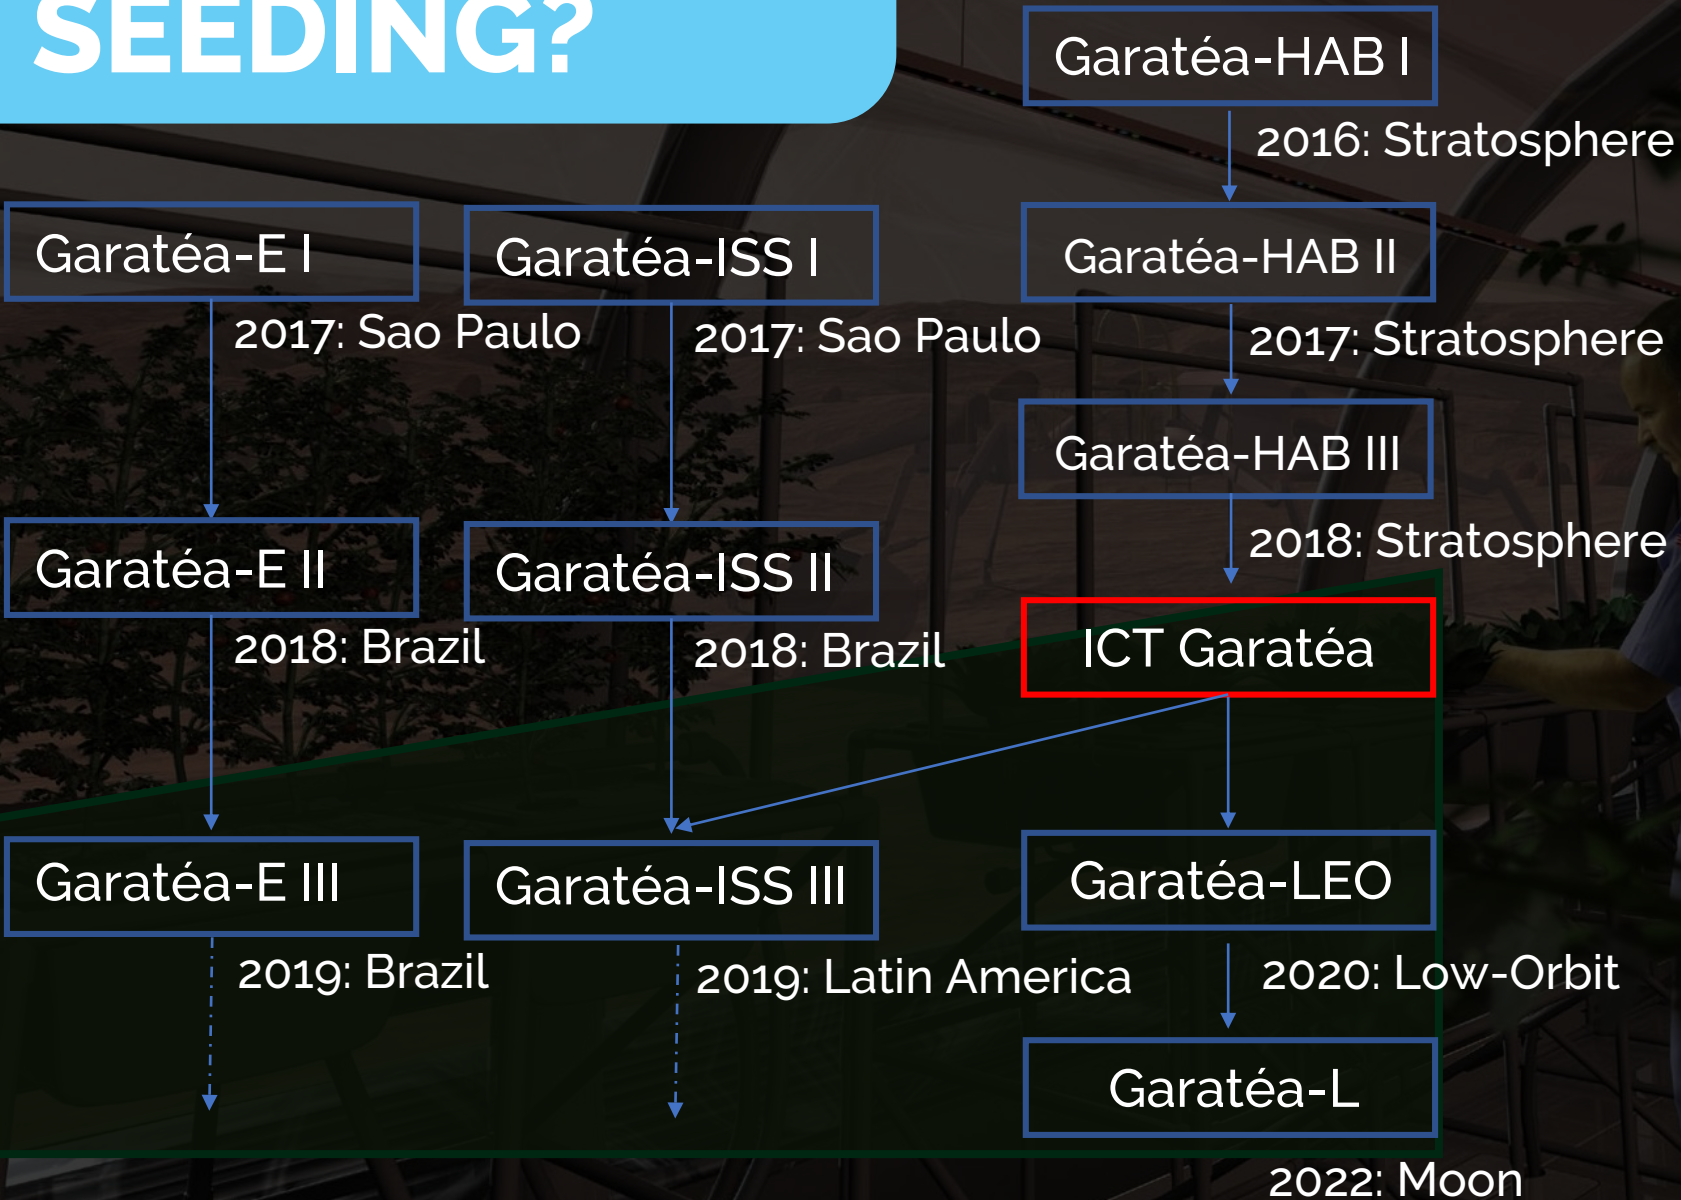 SEEDING?
Garatéa-HAB I
2016: Stratosphere
Garatéa-E I
Garatéa-ISS I
Garatéa-HAB II
2017: Sao Paulo
2017: Sao Paulo
2017: Stratosphere
Garatéa-HAB III
2018: Stratosphere
Garatéa-E II
Garatéa-ISS II
2018: Brazil
2018: Brazil
ICT Garatéa
Garatéa-E III
Garatéa-ISS III
Garatéa-LEO
2019: Brazil
2019: Latin America
2020: Low-Orbit
Garatéa-L
2022: Moon